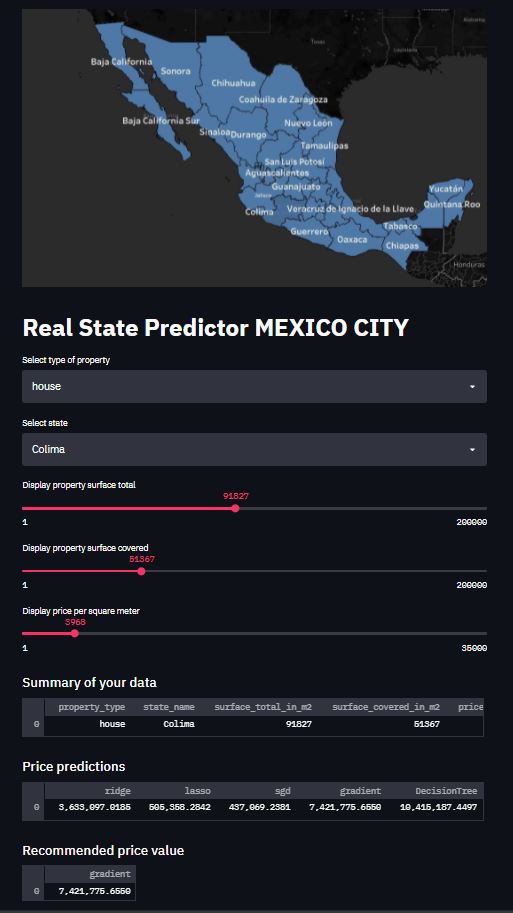 Alabama
Texas
Louisiana
Baja California
Sonora
Chihuahua
Coahuila de Zaragoza
Baja California Sur
Nuevo León
Sinaloa
Durango
Tamaulipas
San Luis Potosí
Aguascalientes
Guanajuato
Yucatán
Jalisco
Quintana Roo
Colima
Veracruz de Ignacio de la Llave
Guerrero
Tabasco
Oaxaca
Chiapas
Honduras
Real State Predictor MEXICO CITY
Select type of property
house
Select state
Colima
Display property surface total
91827
1 200000
Display property surface covered
51367
1 200000
Display price per square meter
3968
1 35000
Summary of your data
property_type state_name surface_total_in_m2 surface_covered_in_m2 price
0 house Colima 91827 51367
Price predictions
ridge lasso sgd gradient DecisionTree
0 3,633,097.0185 505,358.2842 437,069.2381 7,421,775.6550 10,415,187.4497
Recommended price value
gradient
0 7,421,775.6550